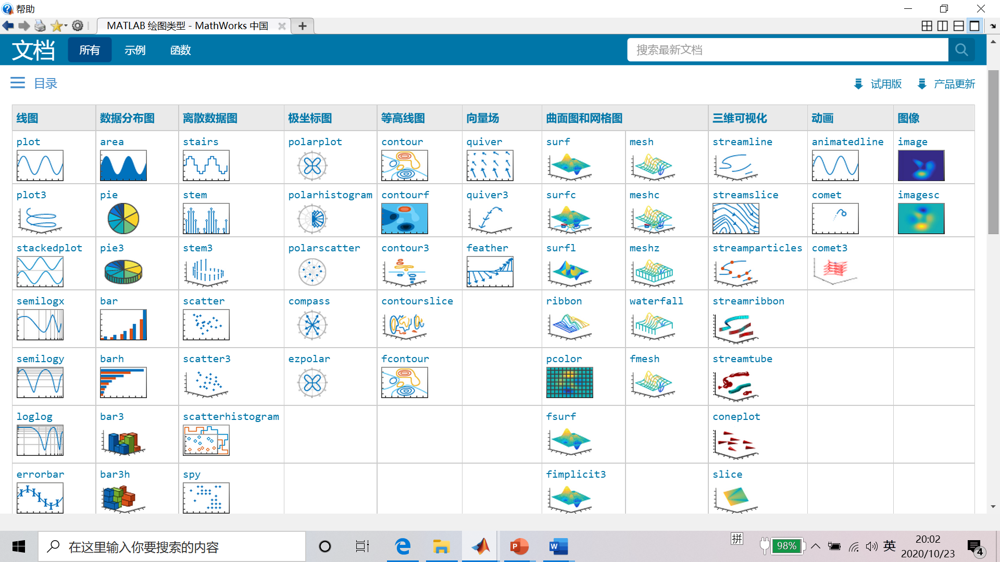 帮助
MATLAB 绘图类型 - MathWorks 中国
文档 所有 示例 函数 搜索最新文档
目录 试用版 产品更新
线图 数据分布图 离散数据图 极坐标图 等高线图 向量场 曲面图和网格图 三维可视化 动画 图像
plot area stairs polarplot contour quiver surf mesh streamline animatedline image
plot3 pie stem polarhistogram contourf quiver3 surfc meshc streamslice comet imagesc
stackedplot pie3 stem3 polarscatter contour3 feather surfl meshz streamparticles comet3
semilogx bar scatter compass contourslice ribbon waterfall streamribbon
semilogy barh scatter3 ezpolar fcontour pcolor fmesh streamtube
loglog bar3 scatterhistogram fsurf coneplot
errorbar bar3h spy fimplicit3 slice
在这里输入你要搜索的内容 拼 98% 英 20:02
2020/10/23 4